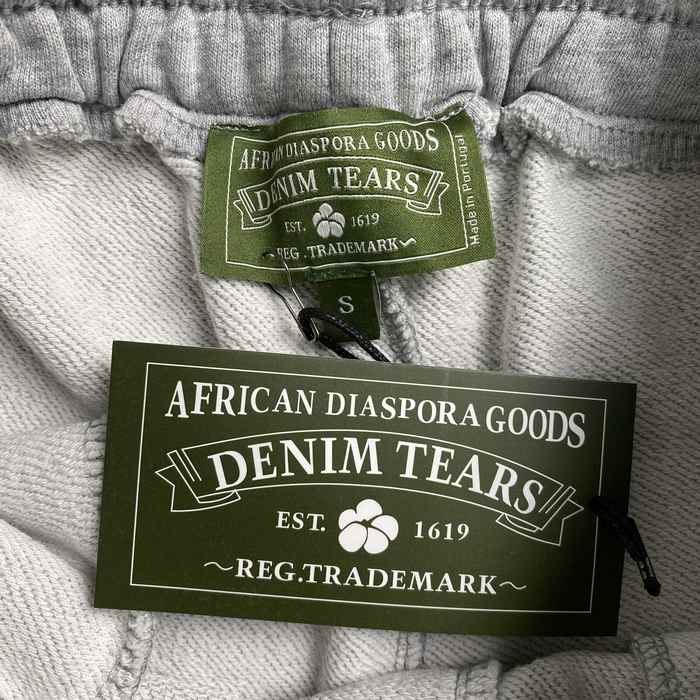 AFRICAN DIASPORA GOODS
DENIM TEARS
EST. 1619
REG.TRADEMARK
Made in Portugal
S
AFRICAN DIASPORA GOODS
DENIM TEARS
EST. 1619
~REG.TRADEMARK~